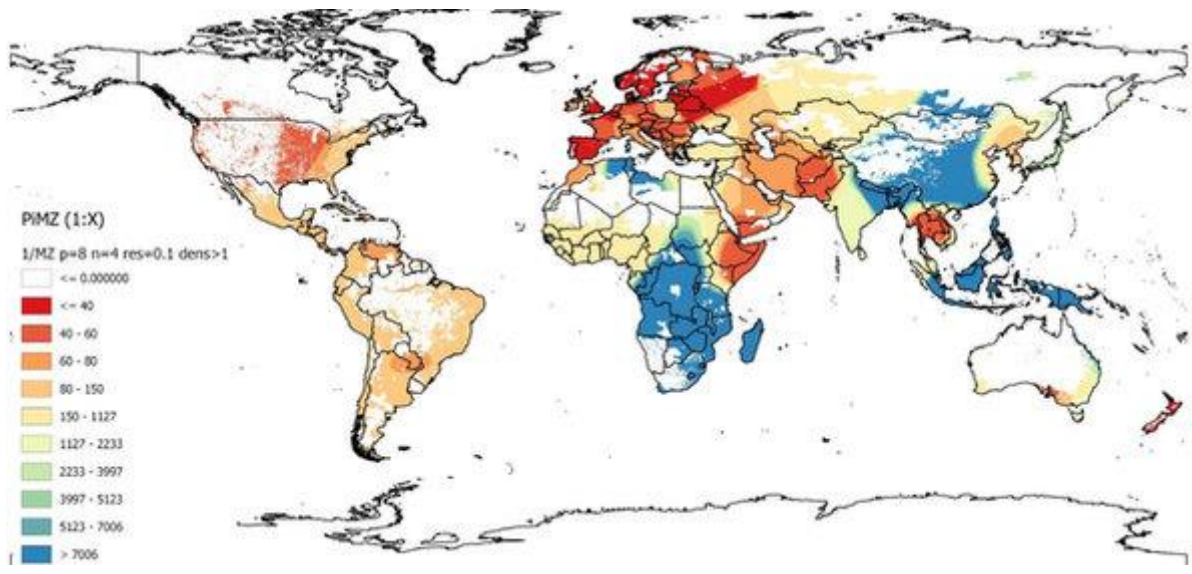 PiMZ (1:X)
1/MZ p=8 n=4 res=0.1 dens>1
<= 0.000000
<= 40
40 - 60
60 - 80
80 - 150
150 - 1127
1127 - 2233
2233 - 3997
3997 - 5123
5123 - 7006
> 7006